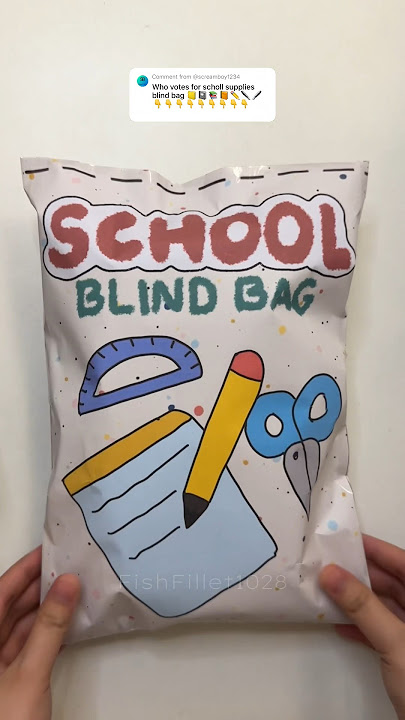 Comment from @screamboy1234
Who votes for scholl supplies
blind bag 📒📓📚📙✏️✒️🖊️
👇👇👇👇👇👇👇👇👇
SCHOOL
BLIND BAG
FishFillet1028